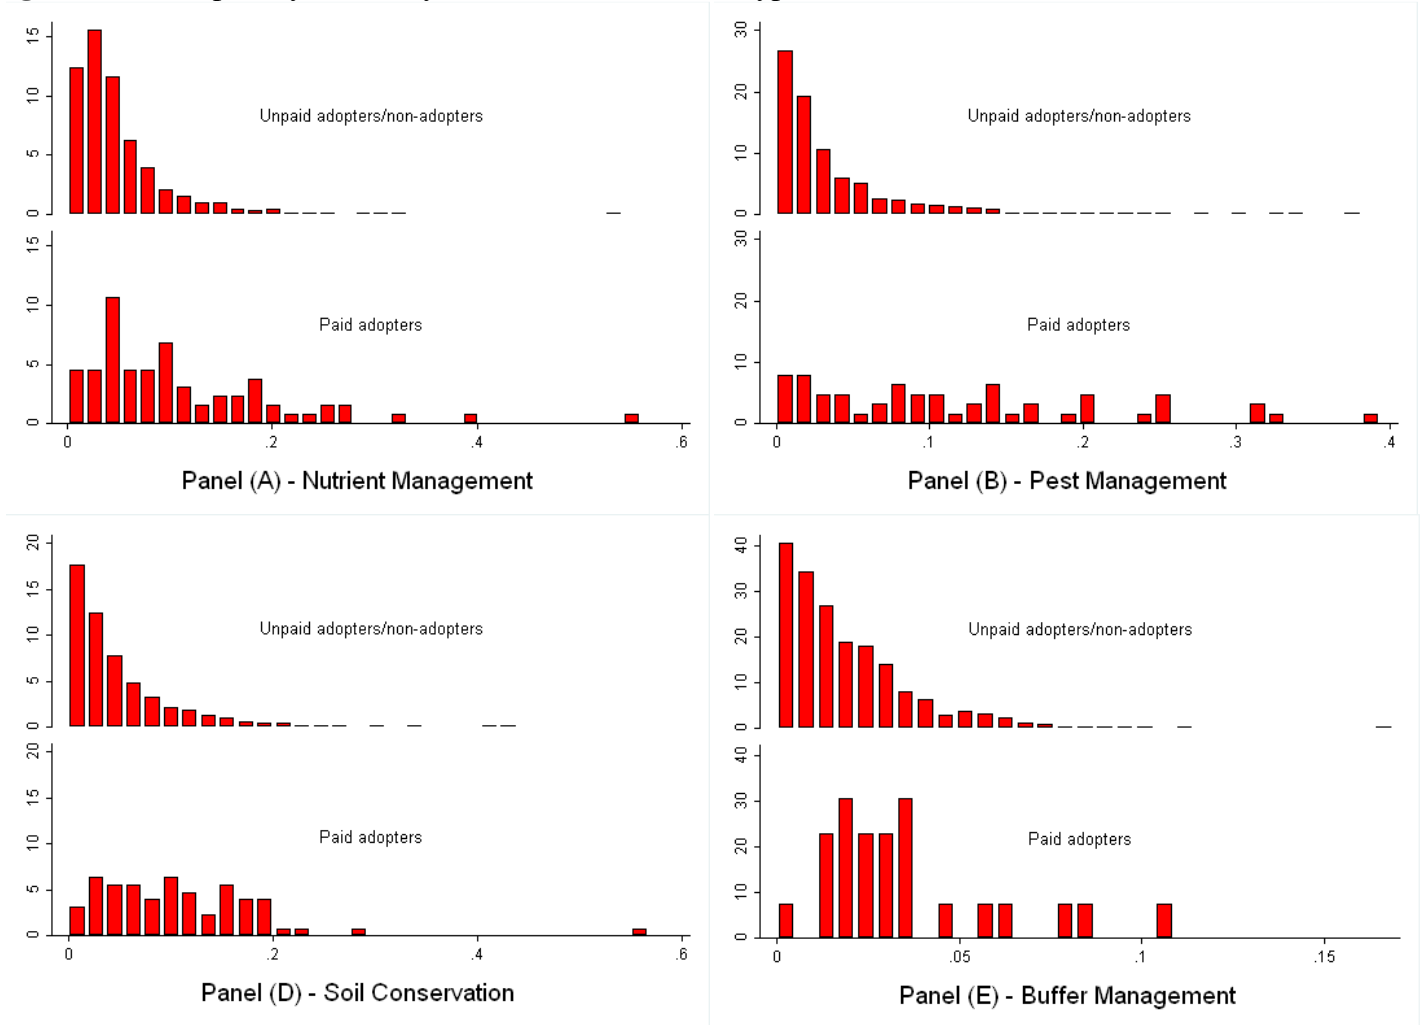 15
10
5
0
Unpaid adopters/non-adopters
15
10
5
0
Paid adopters
0 .2 .4 .6
Panel (A) - Nutrient Management
30
20
10
0
Unpaid adopters/non-adopters
30
20
10
0
Paid adopters
0 .1 .2 .3 .4
Panel (B) - Pest Management
20
15
10
5
0
Unpaid adopters/non-adopters
20
15
10
5
0
Paid adopters
0 .2 .4 .6
Panel (D) - Soil Conservation
40
30
20
10
0
Unpaid adopters/non-adopters
40
30
20
10
0
Paid adopters
0 .05 .1 .15
Panel (E) - Buffer Management